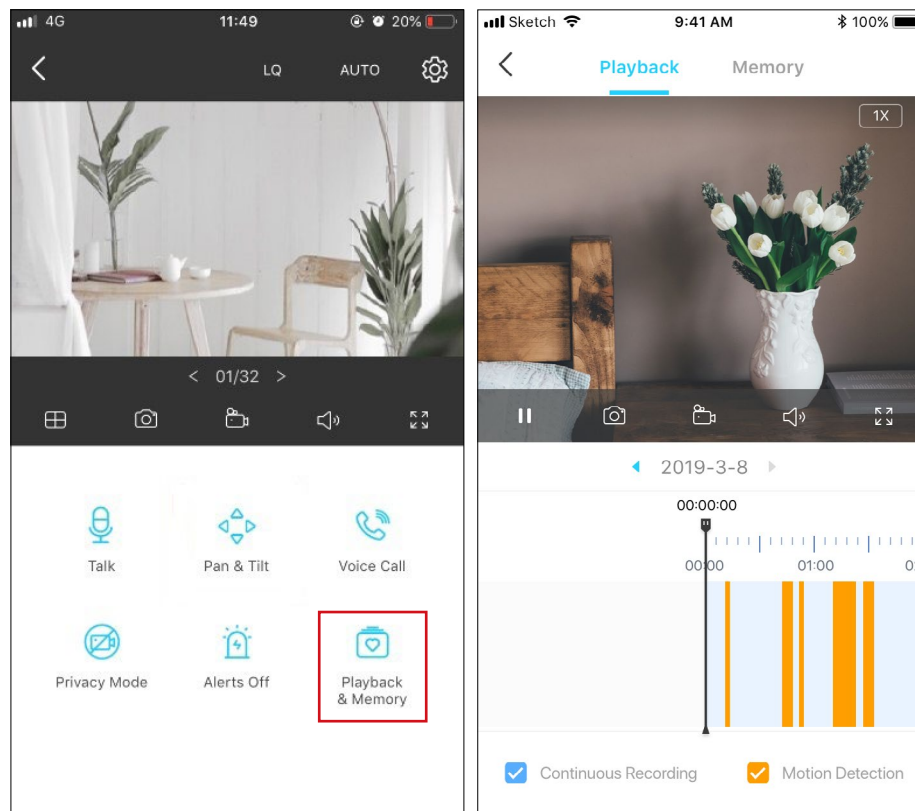 4G 11:49 20%
LQ AUTO
< 01/32 >
Talk Pan & Tilt Voice Call
Privacy Mode Alerts Off Playback
& Memory
Sketch 9:41 AM 100%
Playback Memory
1X
2019-3-8
00:00:00
00:00 01:00
Continuous Recording Motion Detection